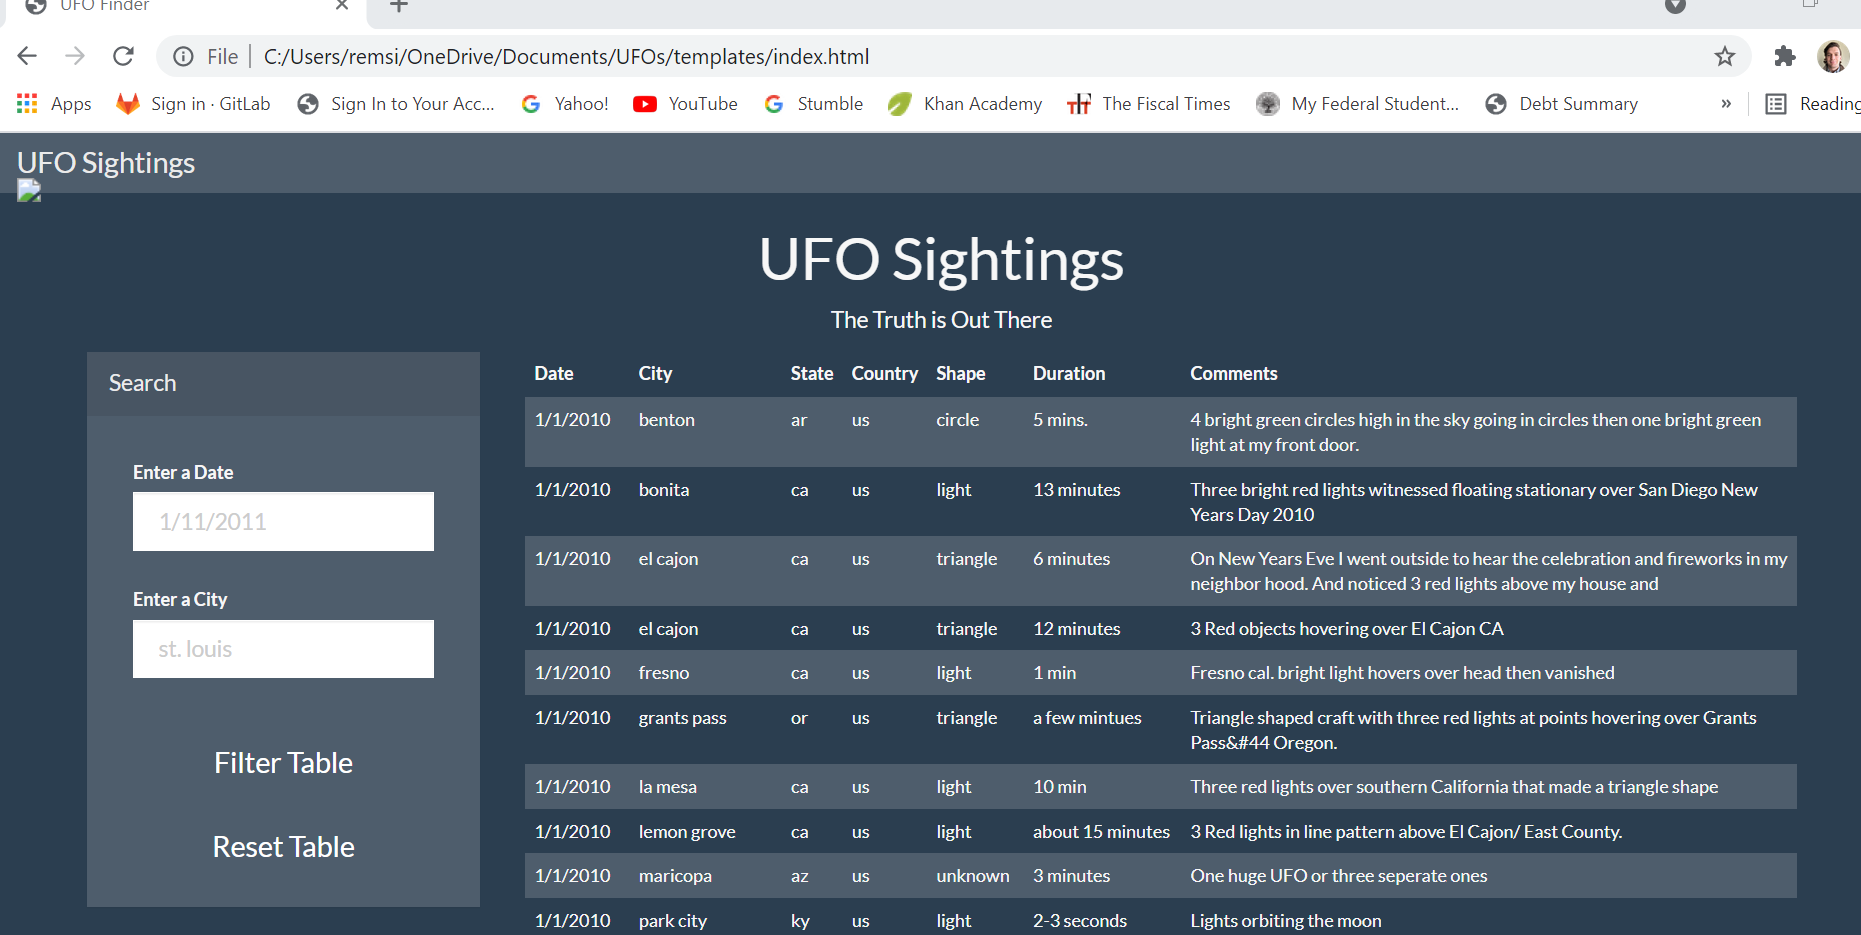 UFO Finder
File C:/Users/remsi/OneDrive/Documents/UFOs/templates/index.html
Apps Sign in · GitLab Sign In to Your Acc... Yahoo! YouTube Stumble Khan Academy The Fiscal Times My Federal Student... Debt Summary » Reading
UFO Sightings
UFO Sightings
The Truth is Out There
Search
Enter a Date
1/11/2011
Enter a City
st. louis
Filter Table
Reset Table
Date City State Country Shape Duration Comments
1/1/2010 benton ar us circle 5 mins. 4 bright green circles high in the sky going in circles then one bright green
light at my front door.
1/1/2010 bonita ca us light 13 minutes Three bright red lights witnessed floating stationary over San Diego New
Years Day 2010
1/1/2010 el cajon ca us triangle 6 minutes On New Years Eve I went outside to hear the celebration and fireworks in my
neighbor hood. And noticed 3 red lights above my house and
1/1/2010 el cajon ca us triangle 12 minutes 3 Red objects hovering over El Cajon CA
1/1/2010 fresno ca us light 1 min Fresno cal. bright light hovers over head then vanished
1/1/2010 grants pass or us triangle a few mintues Triangle shaped craft with three red lights at points hovering over Grants
Pass&#44 Oregon.
1/1/2010 la mesa ca us light 10 min Three red lights over southern California that made a triangle shape
1/1/2010 lemon grove ca us light about 15 minutes 3 Red lights in line pattern above El Cajon/ East County.
1/1/2010 maricopa az us unknown 3 minutes One huge UFO or three seperate ones
1/1/2010 park city ky us light 2-3 seconds Lights orbiting the moon